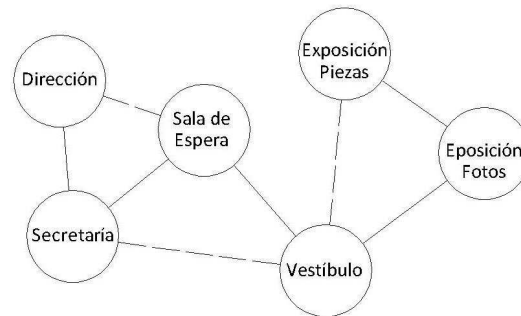 Dirección
Sala de
Espera
Secretaría
Exposición
Piezas
Eposición
Fotos
Vestíbulo